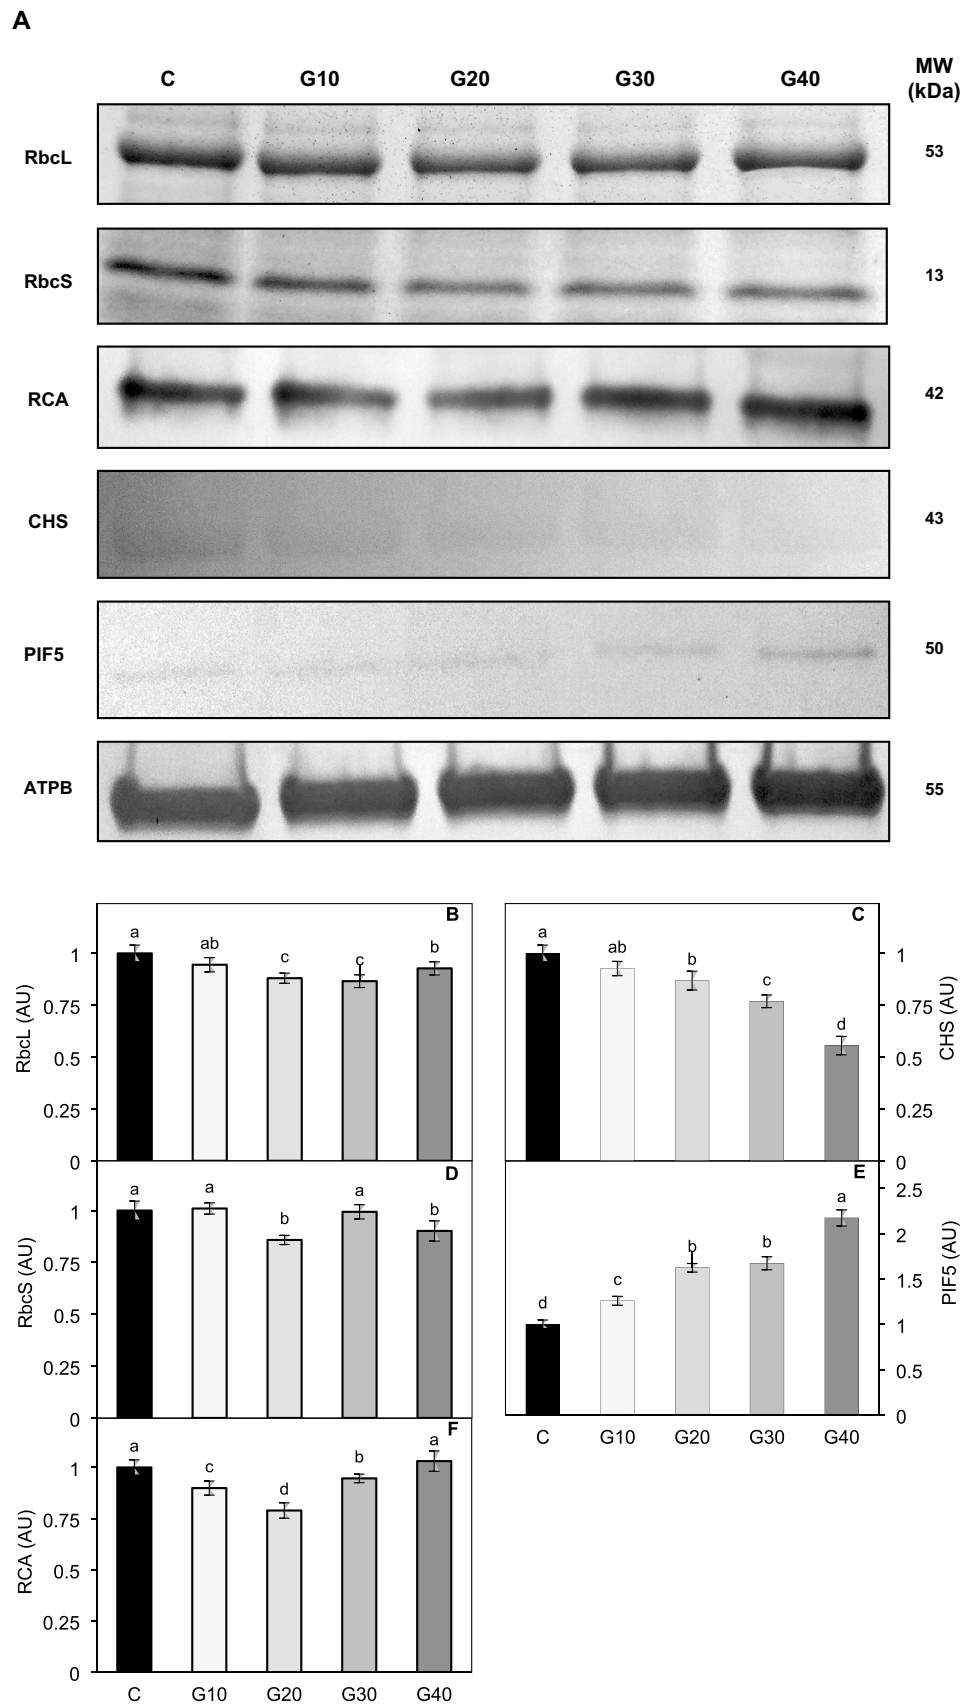 A
C G10 G20 G30 G40 MW (kDa)
RbcL 53
RbcS 13
RCA 42
CHS 43
PIF5 50
ATPB 55
B
RbcL (AU)
1
0.75
0.5
0.25
0
a ab c c b
C
CHS (AU)
1
0.75
0.5
0.25
0
a ab b c d
D
RbcS (AU)
1
0.75
0.5
0.25
0
a a b a b
E
PIF5 (AU)
2.5
2
1.5
1
0.5
0
d c b b a
C G10 G20 G30 G40
F
RCA (AU)
1
0.75
0.5
0.25
0
a c d b a
C G10 G20 G30 G40